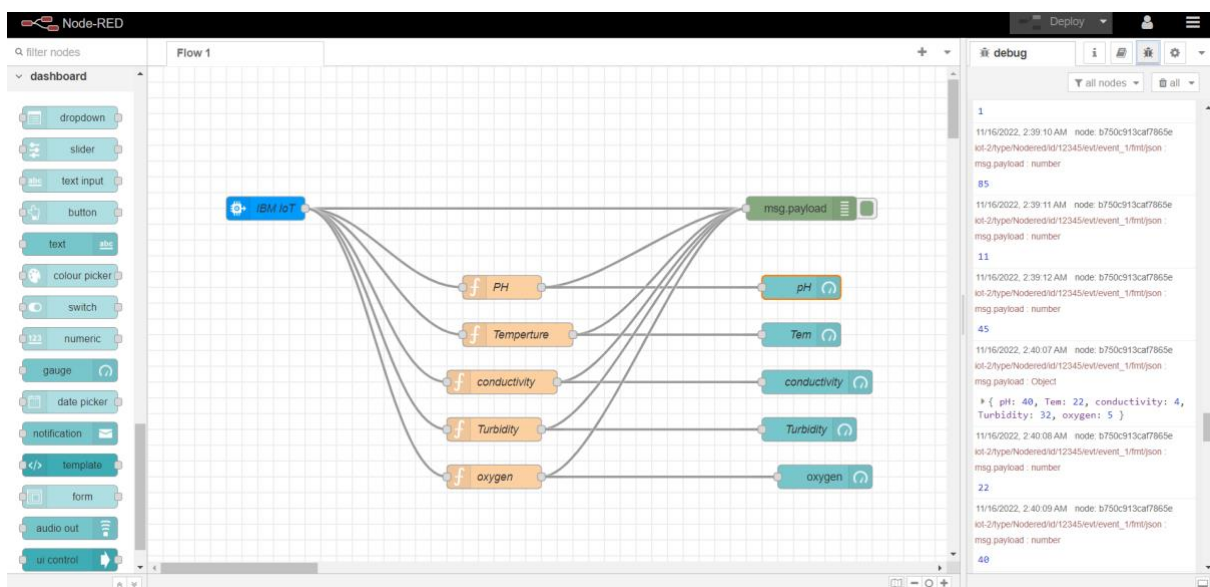 Node-RED
Deploy
filter nodes
Flow 1
debug
i
dashboard
all nodes
all
dropdown
slider
abc
text input
button
text
abc
colour picker
switch
123
numeric
gauge
date picker
notification
</>
template
form
audio out
ui control
IBM IoT
msg.payload
f
PH
pH
f
Temperture
Tem
f
conductivity
conductivity
f
Turbidity
Turbidity
f
oxygen
oxygen
1
11/16/2022, 2:39:10 AM node: b750c913caf7865e
iot-2/type/Nodered/id/12345/evt/event_1/fmt/json :
msg.payload : number
85
11/16/2022, 2:39:11 AM node: b750c913caf7865e
iot-2/type/Nodered/id/12345/evt/event_1/fmt/json :
msg.payload : number
11
11/16/2022, 2:39:12 AM node: b750c913caf7865e
iot-2/type/Nodered/id/12345/evt/event_1/fmt/json :
msg.payload : number
45
11/16/2022, 2:40:07 AM node: b750c913caf7865e
iot-2/type/Nodered/id/12345/evt/event_1/fmt/json :
msg.payload : Object
{ pH: 40, Tem: 22, conductivity: 4,
Turbidity: 32, oxygen: 5 }
11/16/2022, 2:40:08 AM node: b750c913caf7865e
iot-2/type/Nodered/id/12345/evt/event_1/fmt/json :
msg.payload : number
22
11/16/2022, 2:40:09 AM node: b750c913caf7865e
iot-2/type/Nodered/id/12345/evt/event_1/fmt/json :
msg.payload : number
40